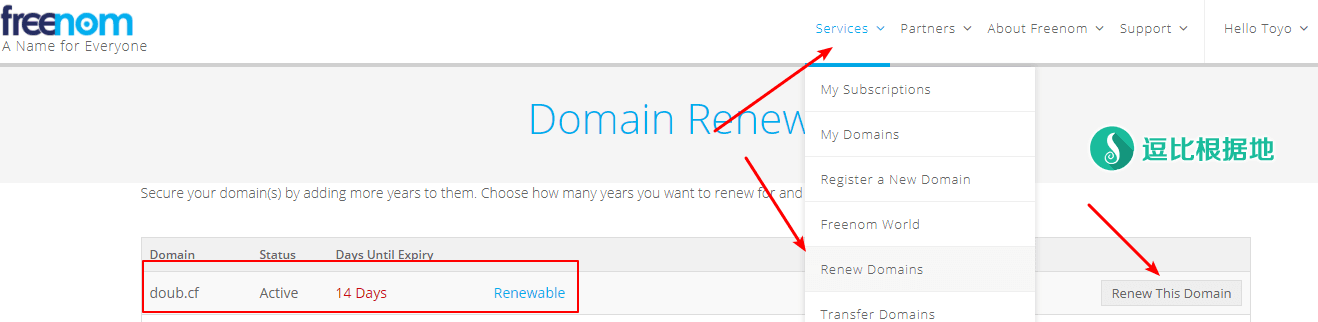 freenom
A Name for Everyone
Services Partners About Freenom Support Hello Toyo
My Subscriptions
Domain Renew
My Domains
逗比根据地
Register a New Domain
Secure your domain(s) by adding more years to them. Choose how many years you want to renew for and
Freenom World
Domain Status Days Until Expiry
Renew Domains
doub.cf Active 14 Days Renewable Renew This Domain
Transfer Domains